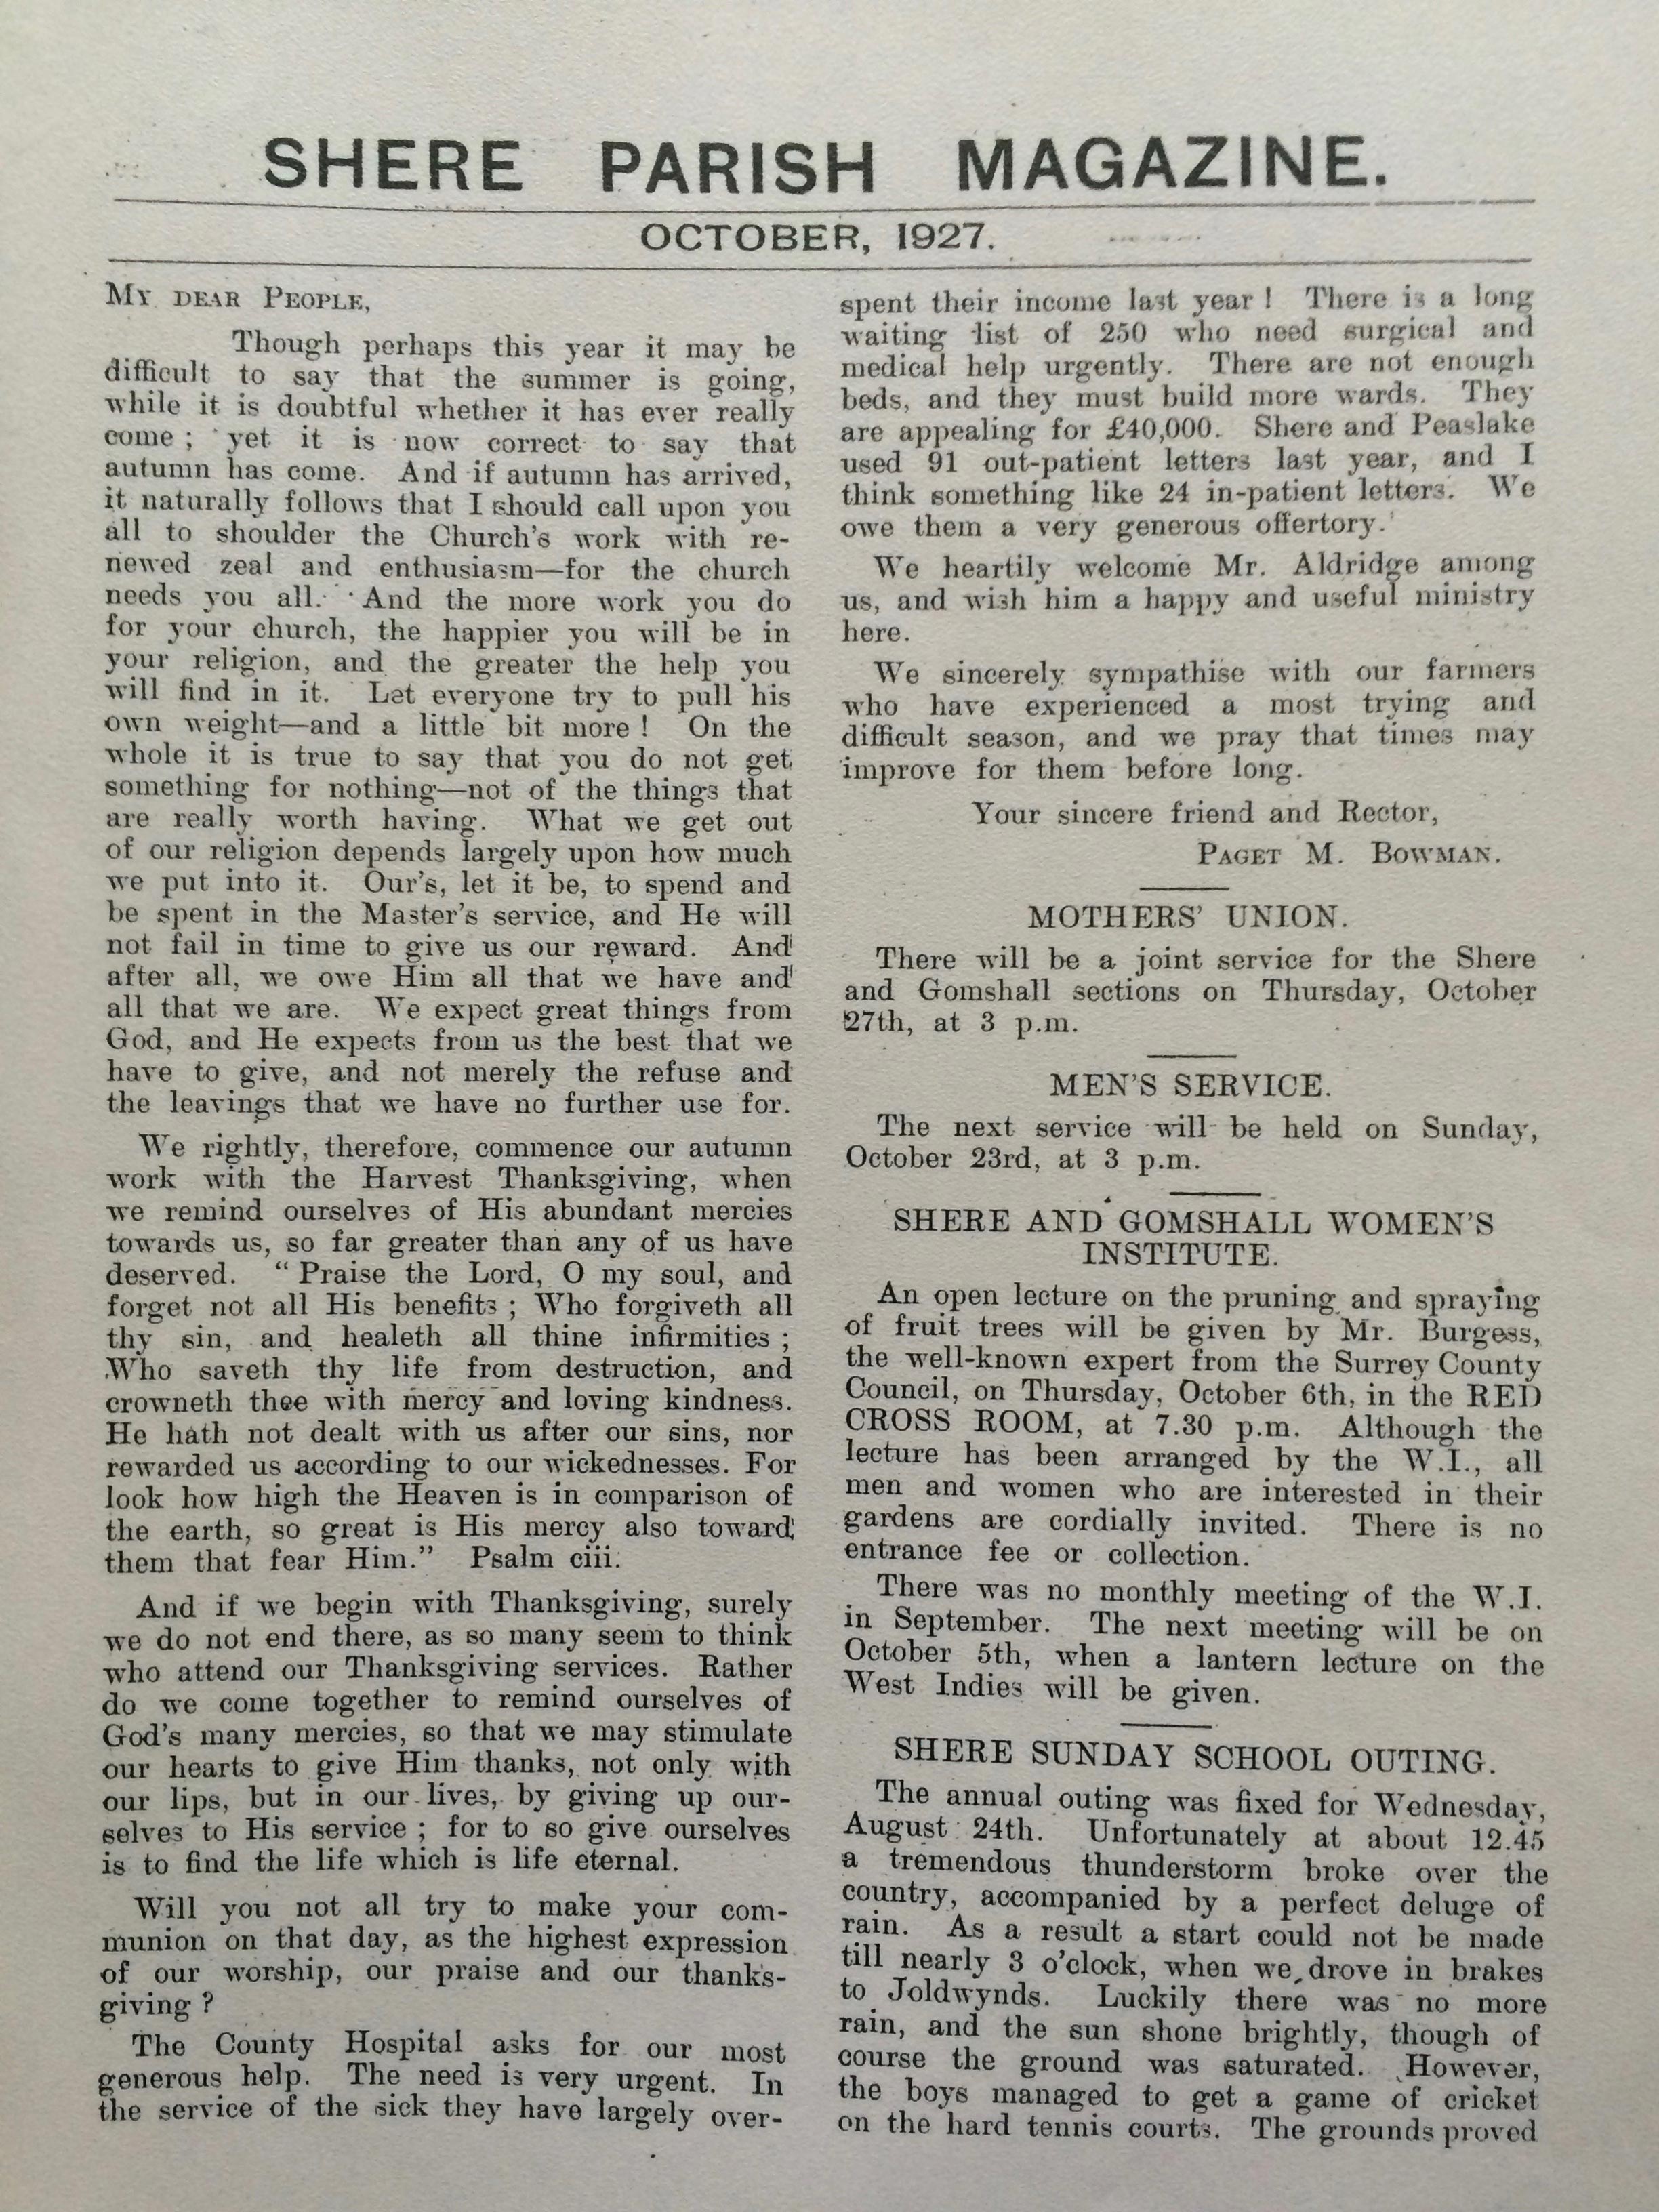 SHERE PARISH MAGAZINE.
OCTOBER, 1927.
MY DEAR PEOPLE,
Though perhaps this year it may be
difficult to say that the summer is going,
while it is doubtful whether it has ever really
come ; yet it is now correct to say that
autumn has come. And if autumn has arrived,
it naturally follows that I should call upon you
all to shoulder the Church's work with re-
newed zeal and enthusiasm—for the church
needs you all. And the more work you do
for your church, the happier you will be in
your religion, and the greater the help you
will find in it. Let everyone try to pull his
own weight—and a little bit more ! On the
whole it is true to say that you do not get
something for nothing—not of the things that
are really worth having. What we get out
of our religion depends largely upon how much
we put into it. Our's, let it be, to spend and
be spent in the Master's service, and He will
not fail in time to give us our reward. And
after all, we owe Him all that we have and
all that we are. We expect great things from
God, and He expects from us the best that we
have to give, and not merely the refuse and
the leavings that we have no further use for.
We rightly, therefore, commence our autumn
work with the Harvest Thanksgiving, when
we remind ourselves of His abundant mercies
towards us, so far greater than any of us have
deserved. " Praise the Lord, O my soul, and
forget not all His benefits ; Who forgiveth all
thy sin, and healeth all thine infirmities ;
Who saveth thy life from destruction, and
crowneth thee with mercy and loving kindness.
He hath not dealt with us after our sins, nor
rewarded us according to our wickednesses. For
look how high the Heaven is in comparison of
the earth, so great is His mercy also toward
them that fear Him." Psalm ciii.
And if we begin with Thanksgiving, surely
we do not end there, as so many seem to think
who attend our Thanksgiving services. Rather
do we come together to remind ourselves of
God's many mercies, so that we may stimulate
our hearts to give Him thanks, not only with
our lips, but in our lives, by giving up our-
selves to His service ; for to so give ourselves
is to find the life which is life eternal.
Will you not all try to make your com-
munion on that day, as the highest expression
of our worship, our praise and our thanks-
giving ?
The County Hospital asks for our most
generous help. The need is very urgent. In
the service of the sick they have largely over-
spent their income last year ! There is a long
waiting list of 250 who need surgical and
medical help urgently. There are not enough
beds, and they must build more wards. They
are appealing for £40,000. Shere and Peaslake
used 91 out-patient letters last year, and I
think something like 24 in-patient letters. We
owe them a very generous offertory.
We heartily welcome Mr. Aldridge among
us, and wish him a happy and useful ministry
here.
We sincerely sympathise with our farmers
who have experienced a most trying and
difficult season, and we pray that times may
improve for them before long.
Your sincere friend and Rector,
PAGET M. BOWMAN.
MOTHERS' UNION.
There will be a joint service for the Shere
and Gomshall sections on Thursday, October
27th, at 3 p.m.
MEN'S SERVICE.
The next service will be held on Sunday,
October 23rd, at 3 p.m.
SHERE AND GOMSHALL WOMEN'S
INSTITUTE.
An open lecture on the pruning and spraying
of fruit trees will be given by Mr. Burgess,
the well-known expert from the Surrey County
Council, on Thursday, October 6th, in the RED
CROSS ROOM, at 7.30 p.m. Although the
lecture has been arranged by the W.I., all
men and women who are interested in their
gardens are cordially invited. There is no
entrance fee or collection.
There was no monthly meeting of the W.I.
in September. The next meeting will be on
October 5th, when a lantern lecture on the
West Indies will be given.
SHERE SUNDAY SCHOOL OUTING.
The annual outing was fixed for Wednesday,
August 24th. Unfortunately at about 12.45
a tremendous thunderstorm broke over the
country, accompanied by a perfect deluge of
rain. As a result a start could not be made
till nearly 3 o'clock, when we drove in brakes
to Joldwynds. Luckily there was no more
rain, and the sun shone brightly, though of
course the ground was saturated. However,
the boys managed to get a game of cricket
on the hard tennis courts. The grounds proved